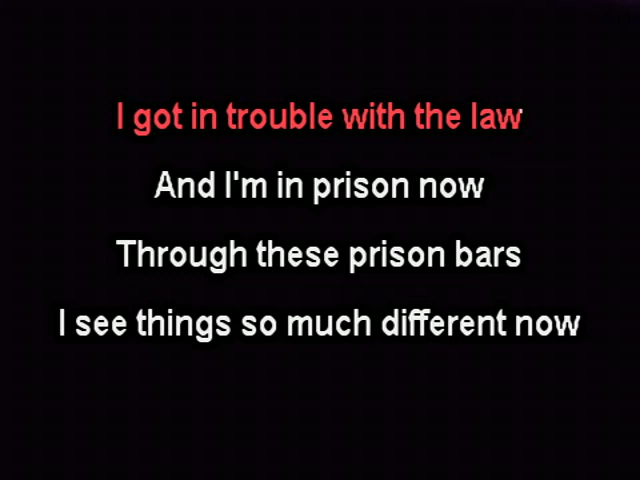 I got in trouble with the law
And I'm in prison now
Through these prison bars
I see things so much different now